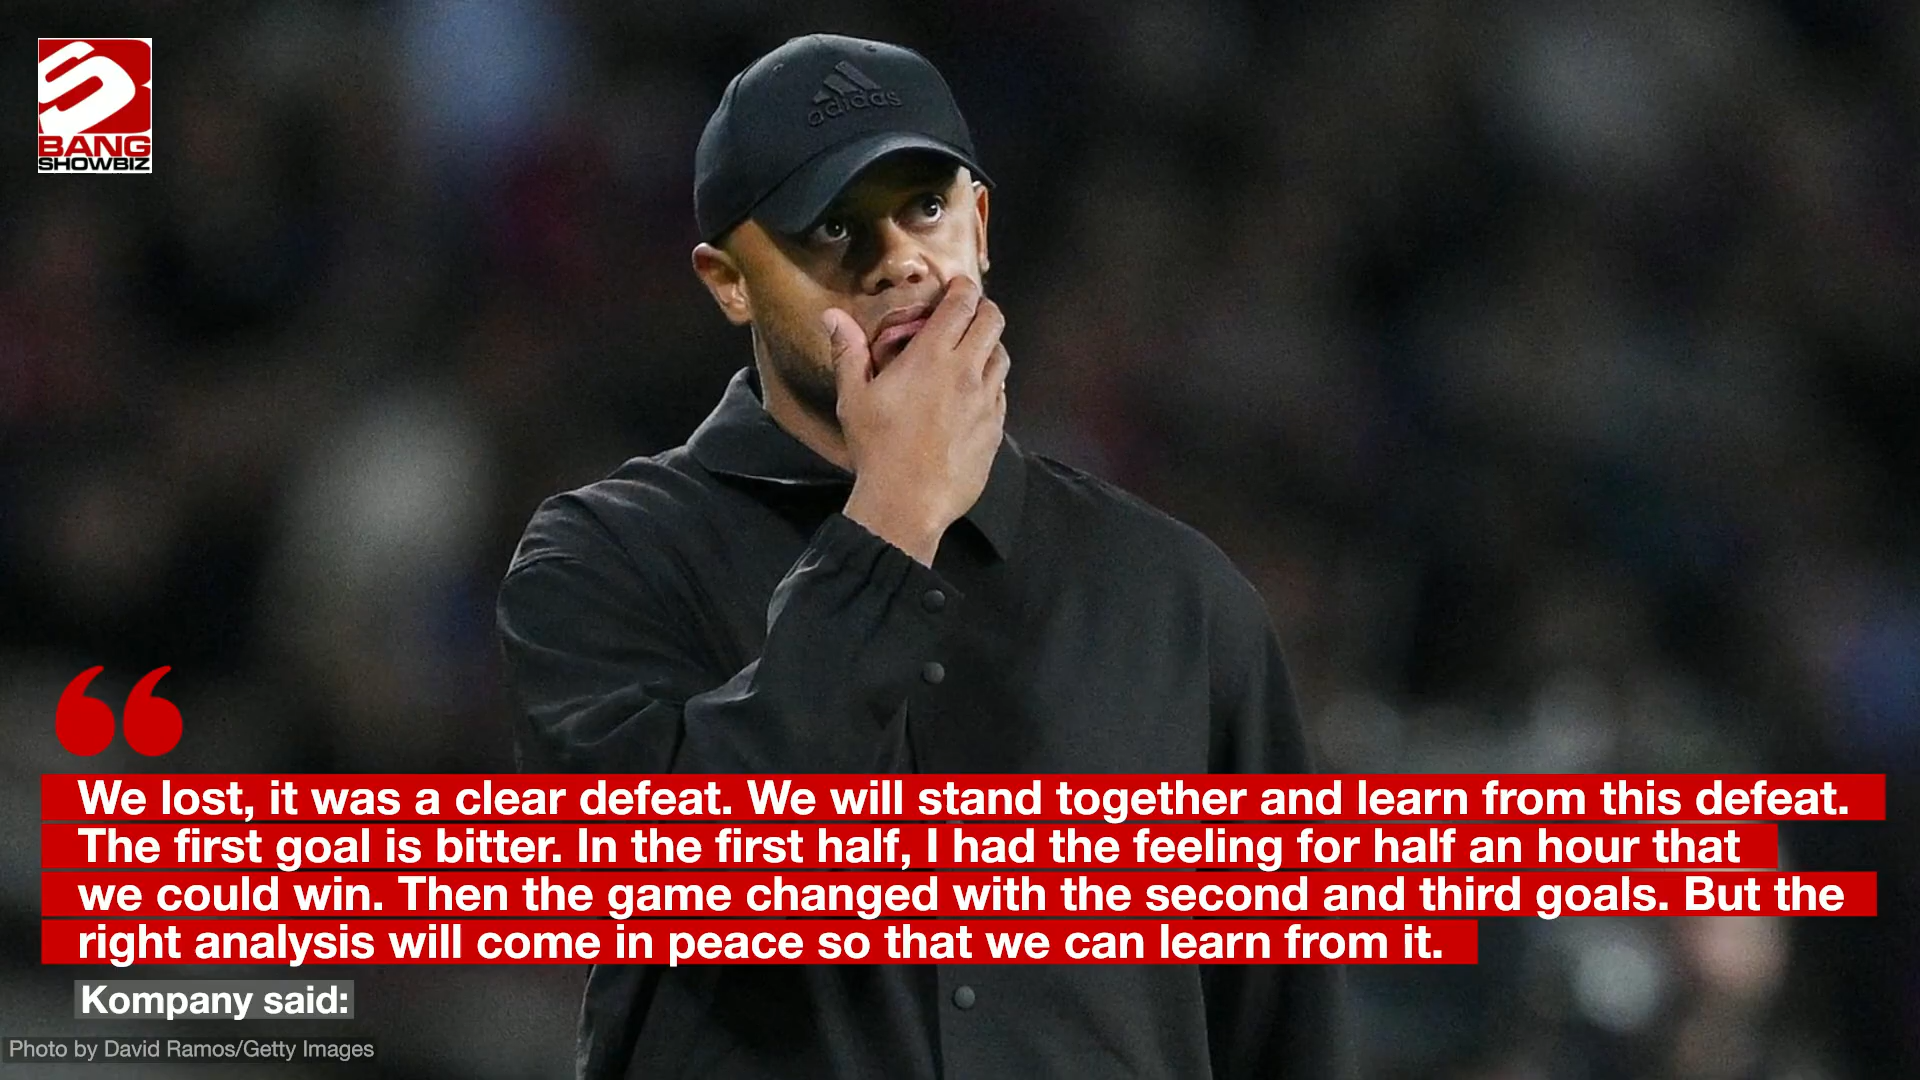 adidas
BANG
SHOWBIZ
We lost, it was a clear defeat. We will stand together and learn from this defeat.
The first goal is bitter. In the first half, I had the feeling for half an hour that
we could win. Then the game changed with the second and third goals. But the
right analysis will come in peace so that we can learn from it.
Kompany said:
Photo by David Ramos/Getty Images